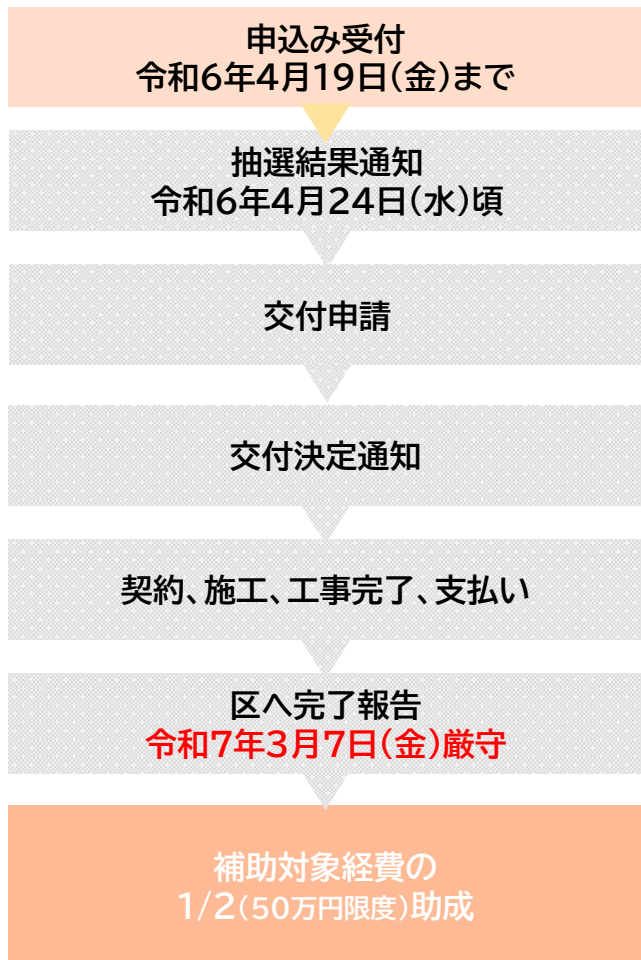 申込み受付
令和6年4月19日(金)まで
抽選結果通知
令和6年4月24日(水)頃
交付申請
交付決定通知
契約、施工、工事完了、支払い
区へ完了報告
令和7年3月7日(金)厳守
補助対象経費の
1/2(50万円限度)助成